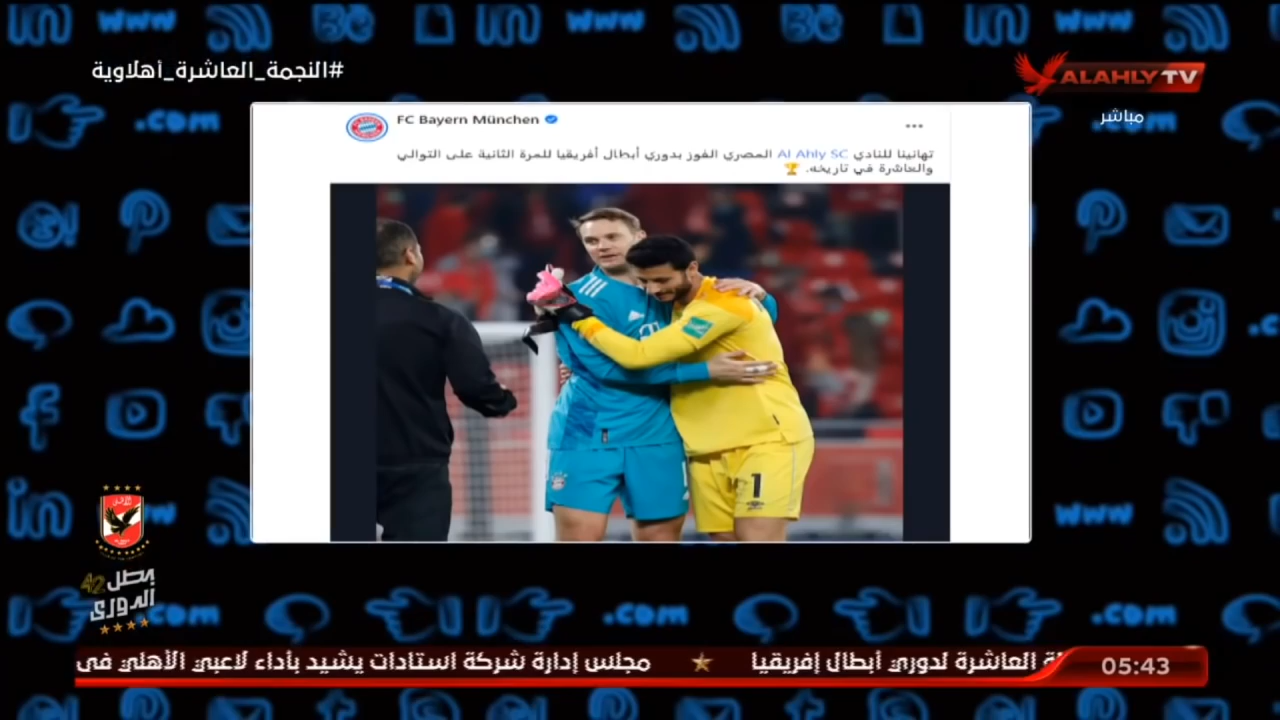 #النجمة_العاشرة_أهلاوية
ALAHLY TV
مباشر
FC Bayern München
تهانينا للنادي Al Ahly SC المصري الفوز بدوري أبطال أفريقيا للمرة الثانية على التوالي
والعاشرة في تاريخه. 🏆
1
بطل
42
الدوري
العاشرة لدوري أبطال إفريقيا ★ مجلس إدارة شركة استادات يشيد بأداء لاعبي الأهلي في
05:43